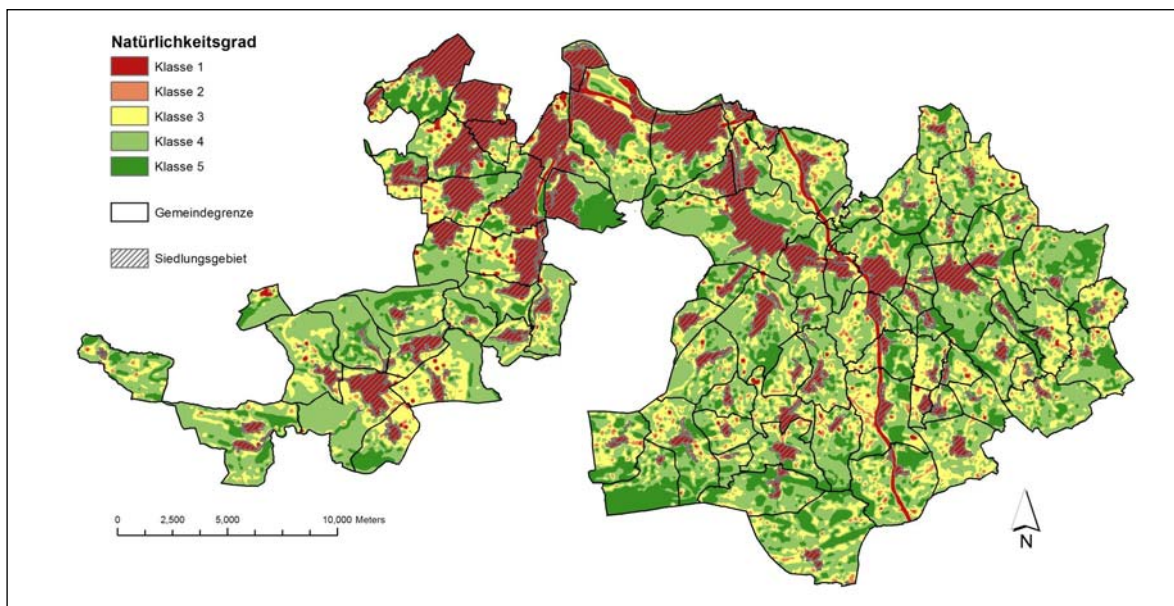 Natürlichkeitsgrad
Klasse 1
Klasse 2
Klasse 3
Klasse 4
Klasse 5
Gemeindegrenze
Siedlungsgebiet
0 2,500 5,000 10,000 Meters
N